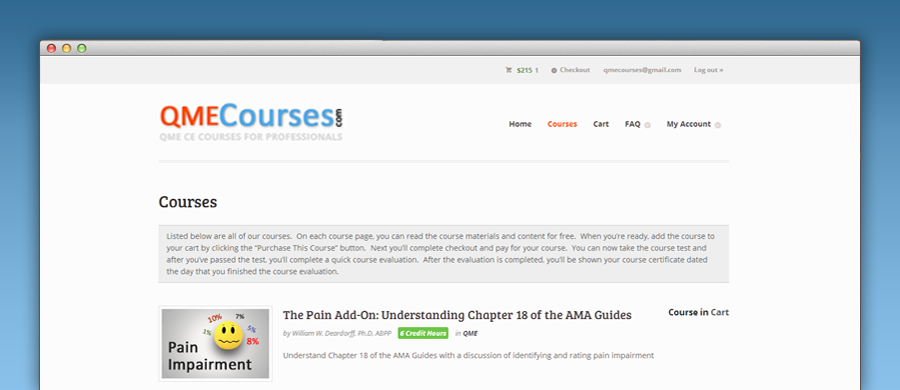 $215 1 Checkout qmecourses@gmail.com Log out »
QMECourses.com
QME CE COURSES FOR PROFESSIONALS
Home Courses Cart FAQ My Account
Courses
Listed below are all of our courses. On each course page, you can read the course materials and content for free. When you're ready, add the course to
your cart by clicking the "Purchase This Course" button. Next you'll complete checkout and pay for your course. You can now take the course test and
after you've passed the test, you'll complete a quick course evaluation. After the evaluation is completed, you'll be shown your course certificate dated
the day that you finished the course evaluation.
10% 7%
1% 5%
8%
Pain
Impairment
The Pain Add-On: Understanding Chapter 18 of the AMA Guides
Course in Cart
by William W. Deardorff, Ph.D, ABPP 6 Credit Hours in QME
Understand Chapter 18 of the AMA Guides with a discussion of identifying and rating pain impairment